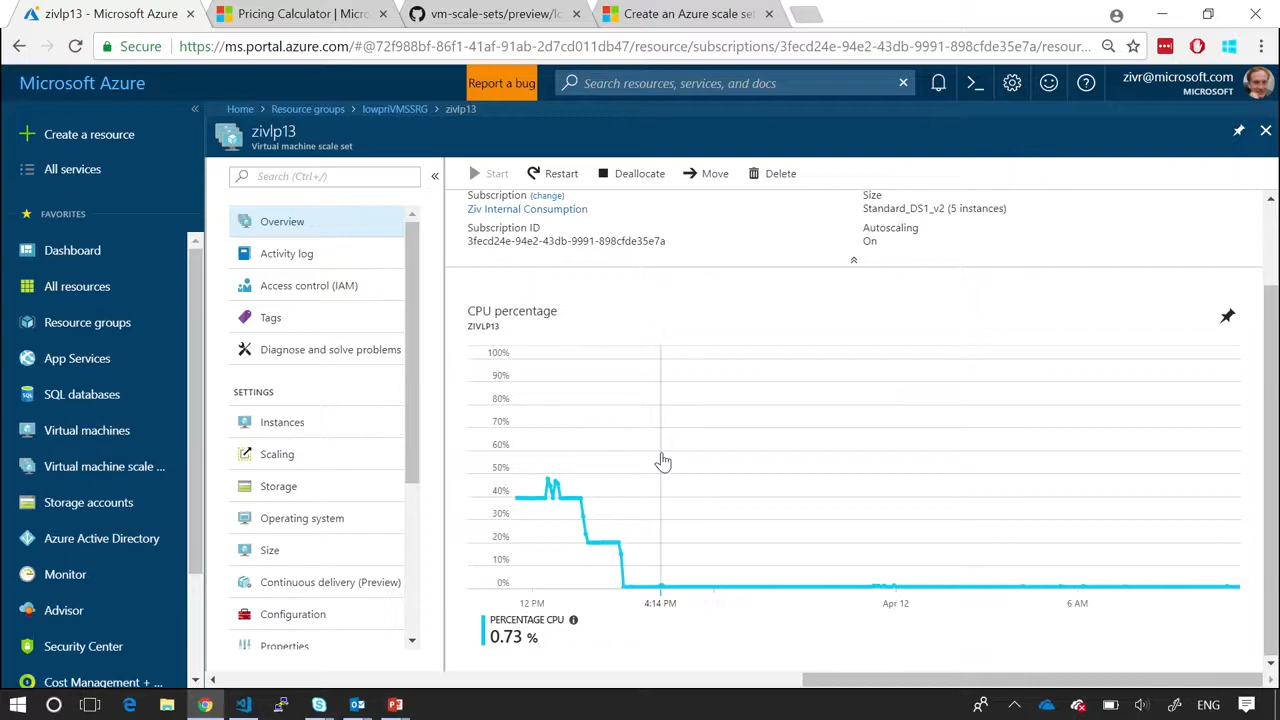 zivlp13 - Microsoft Azure
Pricing Calculator | Micr
vm-scale-sets/preview/lc
Create an Azure scale set
Secure
https://ms.portal.azure.com/#@72f988bf-86f1-41af-91ab-2d7cd011db47/resource/subscriptions/3fecd24e-94e2-43db-9991-898cfde35e7a/resour...
Microsoft Azure
Report a bug
Search resources, services, and docs
zivr@microsoft.com
MICROSOFT
Home
Resource groups
lowpriVMSSRG
zivlp13
Create a resource
All services
FAVORITES
Dashboard
All resources
Resource groups
App Services
SQL databases
Virtual machines
Virtual machine scale ...
Storage accounts
Azure Active Directory
Monitor
Advisor
Security Center
Cost Management + ...
zivlp13
Virtual machine scale set
Search (Ctrl+/)
Overview
Activity log
Access control (IAM)
Tags
Diagnose and solve problems
SETTINGS
Instances
Scaling
Storage
Operating system
Size
Continuous delivery (Preview)
Configuration
Properties
Start
Restart
Deallocate
Move
Delete
Subscription (change)
Ziv Internal Consumption
Subscription ID
3fecd24e-94e2-43db-9991-898cfde35e7a
Size
Standard_DS1_v2 (5 instances)
Autoscaling
On
CPU percentage
ZIVLP13
100%
90%
80%
70%
60%
50%
40%
30%
20%
10%
0%
12 PM
4:14 PM
Apr 12
6 AM
PERCENTAGE CPU
0.73 %
ENG